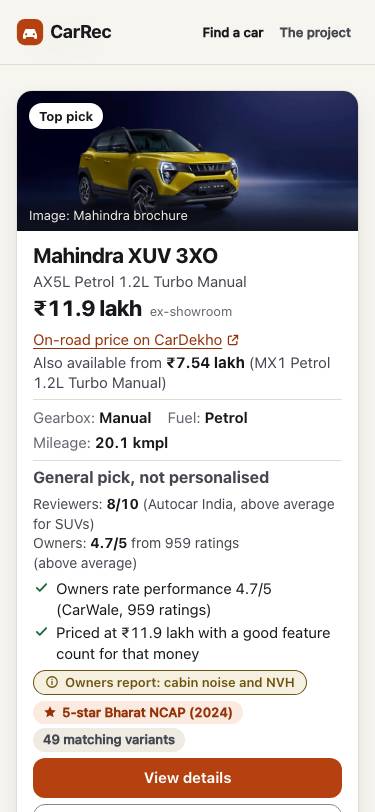 CarRec
Find a car
The project
Top pick
Image: Mahindra brochure
Mahindra XUV 3XO
AX5L Petrol 1.2L Turbo Manual
₹11.9 lakh ex-showroom
On-road price on CarDekho
Also available from ₹7.54 lakh (MX1 Petrol
1.2L Turbo Manual)
Gearbox: Manual Fuel: Petrol
Mileage: 20.1 kmpl
General pick, not personalised
Reviewers: 8/10 (Autocar India, above average
for SUVs)
Owners: 4.7/5 from 959 ratings
(above average)
Owners rate performance 4.7/5
(CarWale, 959 ratings)
Priced at ₹11.9 lakh with a good feature
count for that money
Owners report: cabin noise and NVH
5-star Bharat NCAP (2024)
49 matching variants
View details